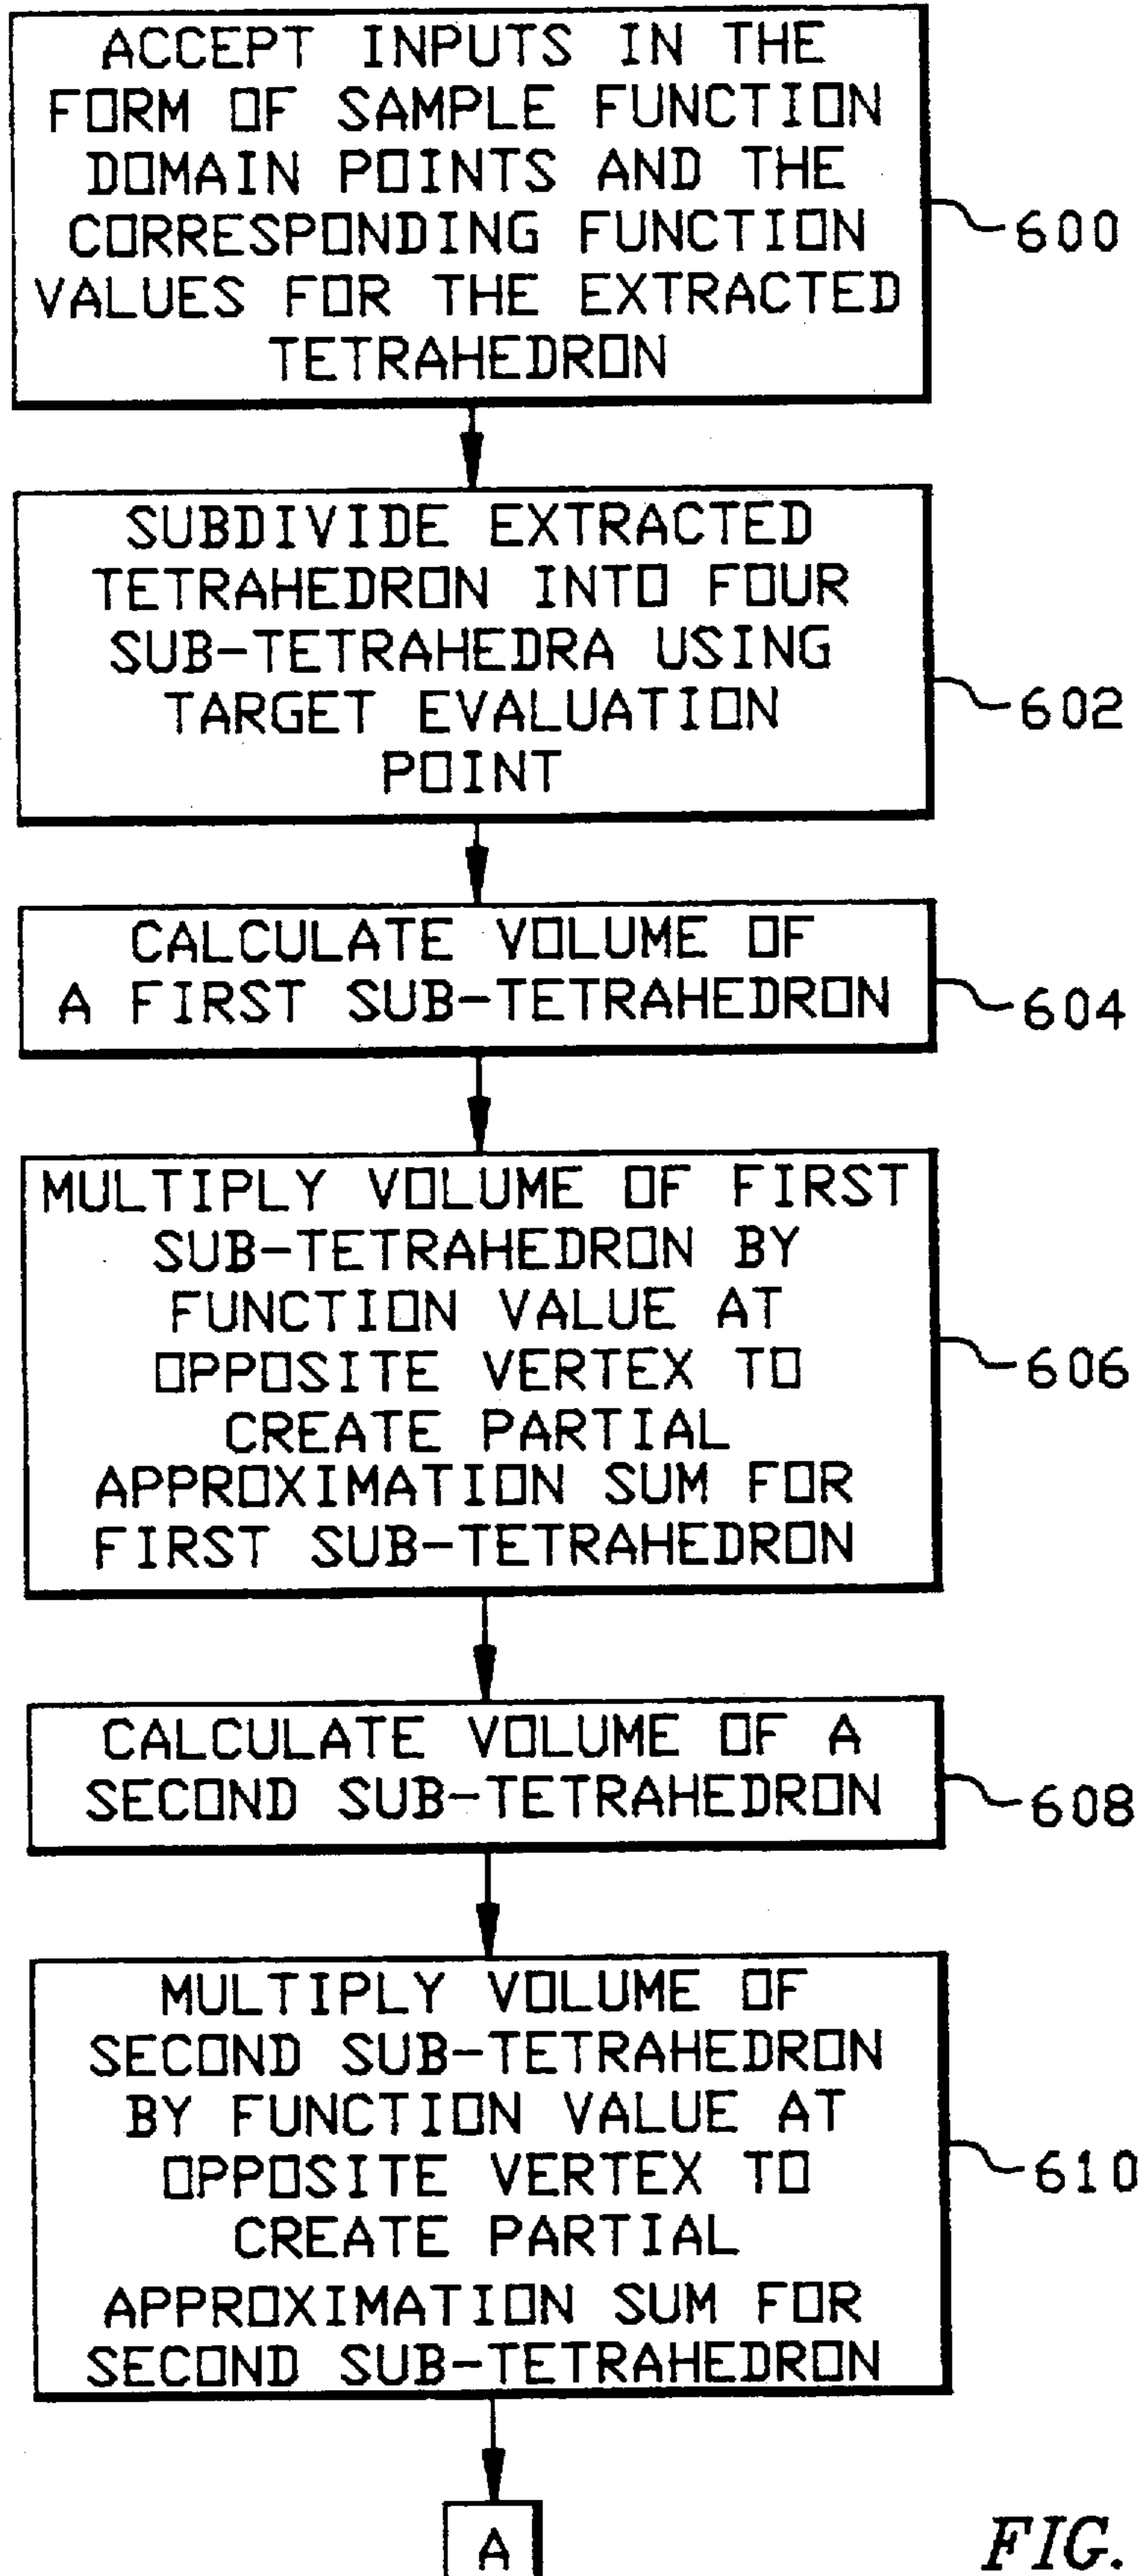 ACCEPT INPUTS IN THE
FORM OF SAMPLE FUNCTION
DOMAIN POINTS AND THE
CORRESPONDING FUNCTION
VALUES FOR THE EXTRACTED
TETRAHEDRON
600
SUBDIVIDE EXTRACTED
TETRAHEDRON INTO FOUR
SUB-TETRAHEDRA USING
TARGET EVALUATION
POINT
602
CALCULATE VOLUME OF
A FIRST SUB-TETRAHEDRON
604
MULTIPLY VOLUME OF FIRST
SUB-TETRAHEDRON BY
FUNCTION VALUE AT
OPPOSITE VERTEX TO
CREATE PARTIAL
APPROXIMATION SUM FOR
FIRST SUB-TETRAHEDRON
606
CALCULATE VOLUME OF A
SECOND SUB-TETRAHEDRON
608
MULTIPLY VOLUME OF
SECOND SUB-TETRAHEDRON
BY FUNCTION VALUE AT
OPPOSITE VERTEX TO
CREATE PARTIAL
APPROXIMATION SUM FOR
SECOND SUB-TETRAHEDRON
610
A
FIG.